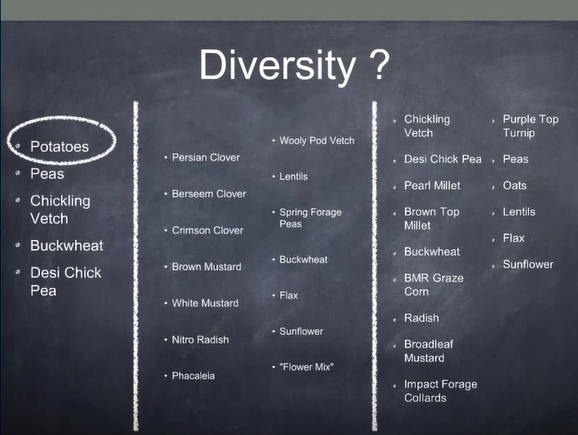 Diversity ?
Potatoes
Peas
Chickling
Vetch
Buckwheat
Desi Chick
Pea
Persian Clover
Berseem Clover
Crimson Clover
Brown Mustard
White Mustard
Nitro Radish
Phacaleia
Wooly Pod Vetch
Lentils
Spring Forage
Peas
Buckwheat
Flax
Sunflower
"Flower Mix"
Chickling
Vetch
Desi Chick Pea
Pearl Millet
Brown Top
Millet
Buckwheat
BMR Graze
Corn
Radish
Broadleaf
Mustard
Impact Forage
Collards
Purple Top
Turnip
Peas
Oats
Lentils
Flax
Sunflower